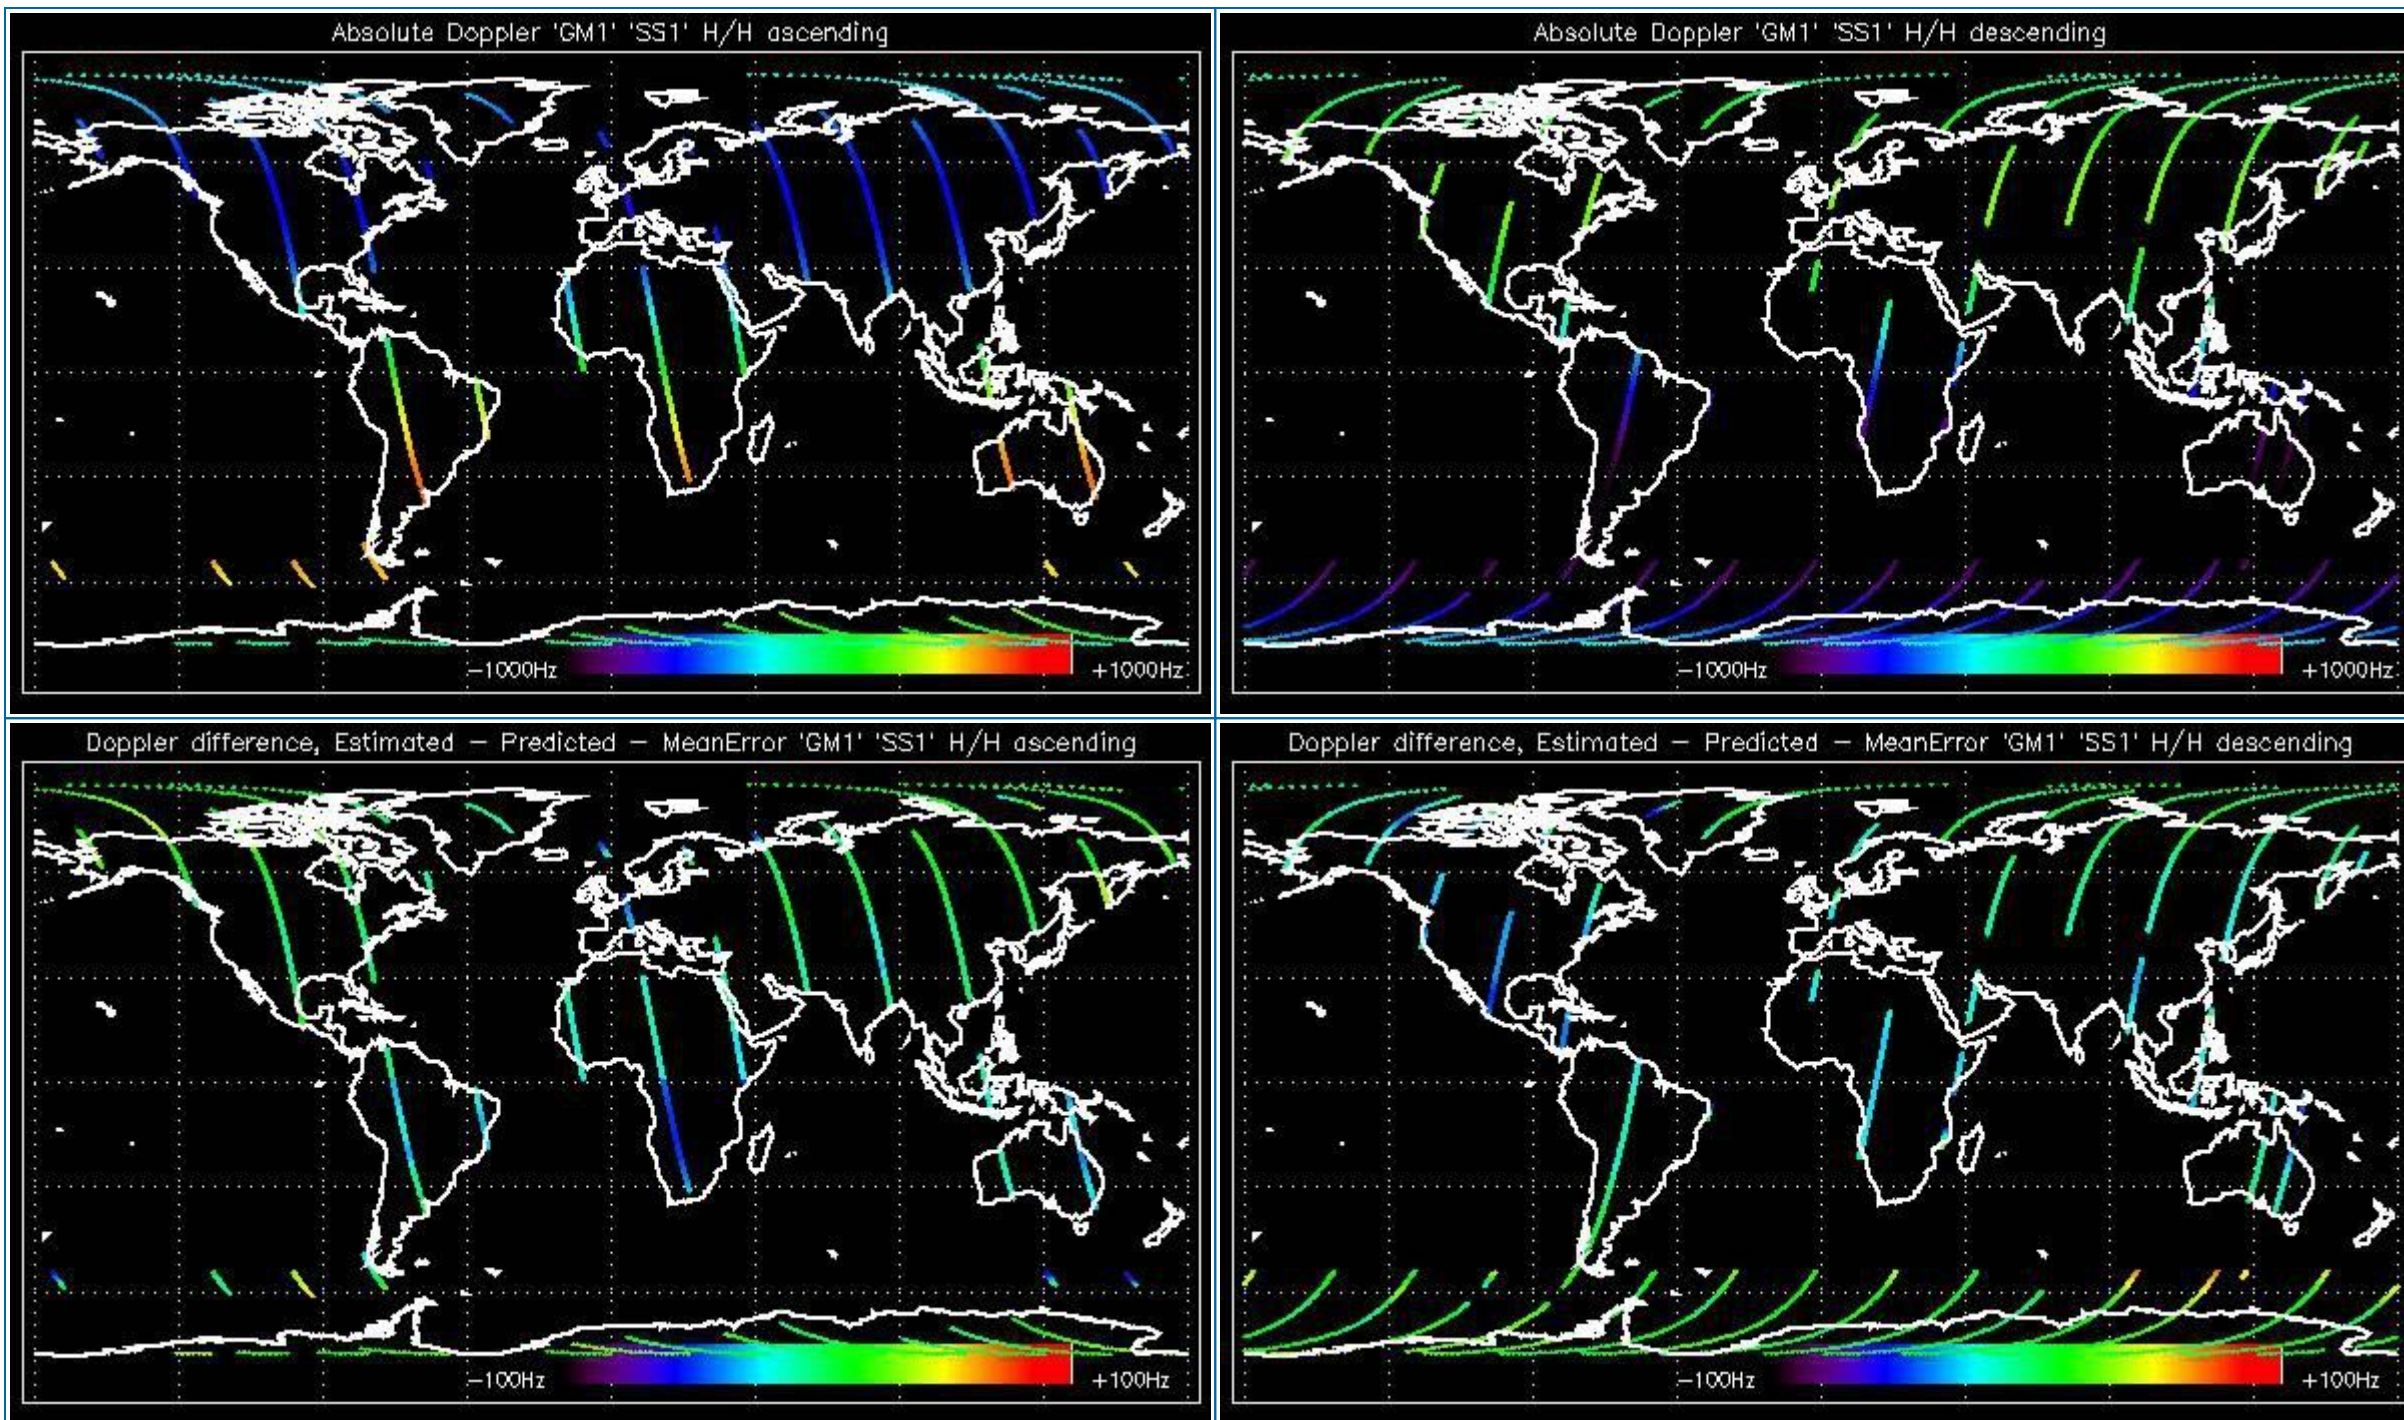 Absolute Doppler 'GM1' 'SS1' H/H ascending
−1000Hz
+1000Hz
Absolute Doppler 'GM1' 'SS1' H/H descending
−1000Hz
+1000Hz
Doppler difference, Estimated − Predicted − MeanError 'GM1' 'SS1' H/H ascending
−100Hz
+100Hz
Doppler difference, Estimated − Predicted − MeanError 'GM1' 'SS1' H/H descending
−100Hz
+100Hz